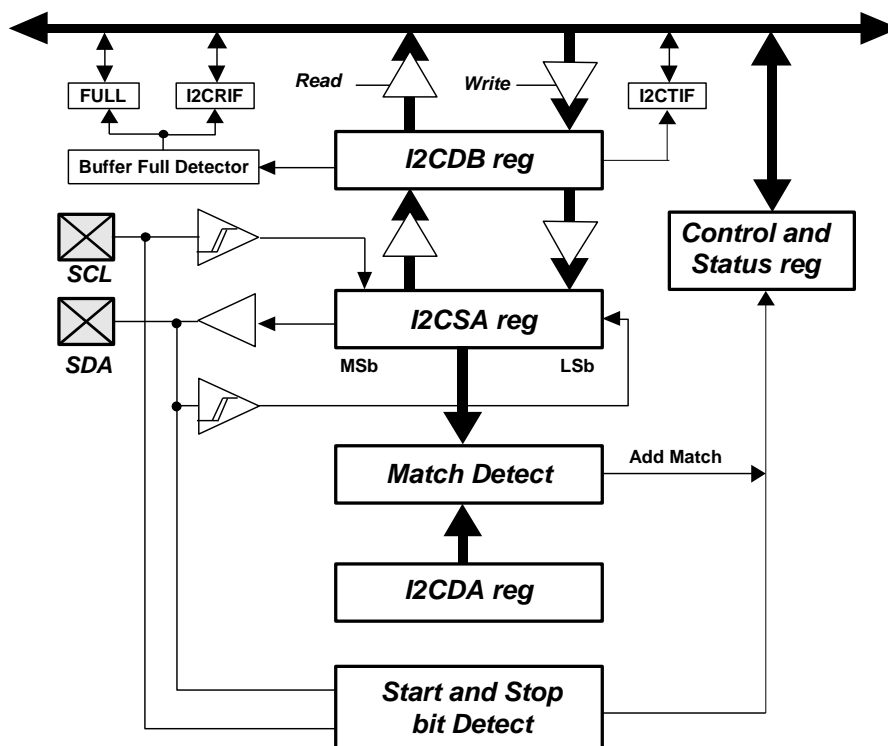 Read
Write
FULL
I2CRIF
I2CTIF
I2CDB reg
Buffer Full Detector
Control and
Status reg
SCL
I2CSA reg
SDA
MSb
LSb
Match Detect
Add Match
I2CDA reg
Start and Stop
bit Detect